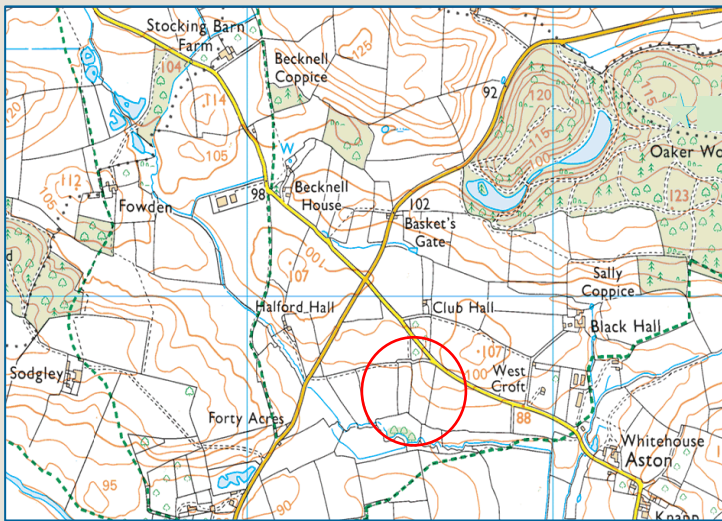 Stocking Barn
Farm
125
104
Becknell
Coppice
114
92
120
115
120
115
105
W
100
Oaker Wo
112
98
Becknell
House
123
105
Fowden
102
Basket's
Gate
100
107
Sally
Coppice
Halford Hall
Club Hall
Black Hall
107
100
West
Croft
Sodgley
Forty Acres
88
Whitehouse
Aston
95
90
Knapp